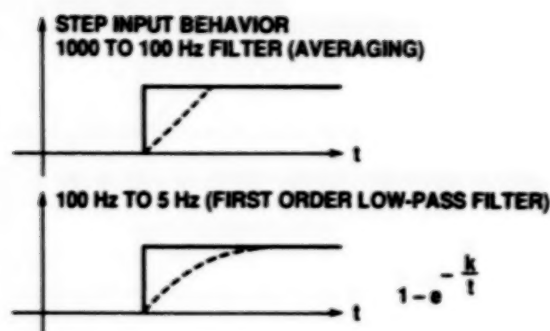 STEP INPUT BEHAVIOR
1000 TO 100 Hz FILTER (AVERAGING)
t
100 Hz TO 5 Hz (FIRST ORDER LOW-PASS FILTER)
t
1-e^-k/t